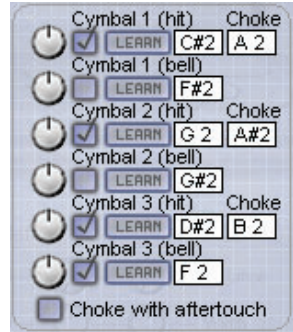 Cymbal 1 (hit) Choke
LEARN C#2 A 2
Cymbal 1 (bell)
LEARN F#2
Cymbal 2 (hit) Choke
LEARN G 2 A#2
Cymbal 2 (bell)
LEARN G#2
Cymbal 3 (hit) Choke
LEARN D#2 B 2
Cymbal 3 (bell)
LEARN F 2
Choke with aftertouch